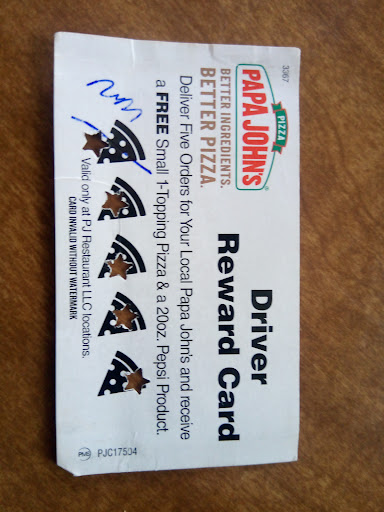 3367
PIZZA
PAPA JOHN'S
BETTER INGREDIENTS.
BETTER PIZZA.
Driver
Reward Card
Deliver Five Orders for Your Local Papa John's and receive
a FREE Small 1-Topping Pizza & a 20oz. Pepsi Product.
Valid only at PJ Restaurant LLC locations.
CARD INVALID WITHOUT WATERMARK
PMS PJC17504